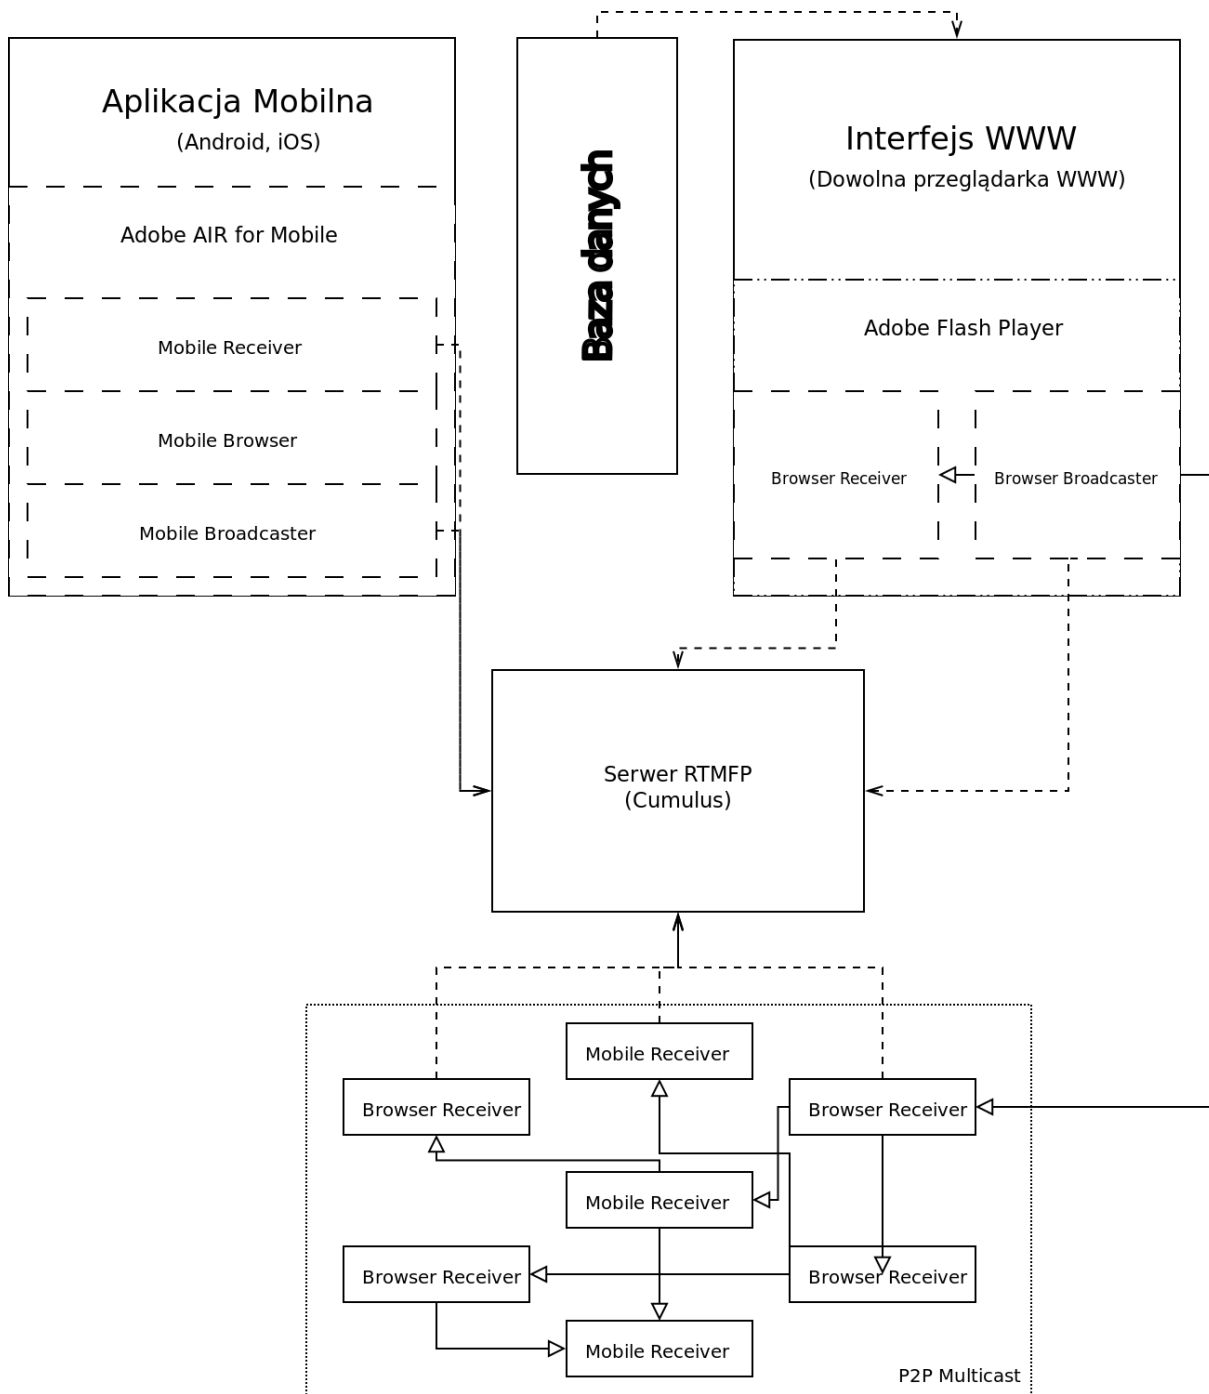 Aplikacja Mobilna
(Android, iOS)
Adobe AIR for Mobile
Mobile Receiver
Mobile Browser
Mobile Broadcaster
Baza danych
Interfejs WWW
(Dowolna przeglądarka WWW)
Adobe Flash Player
Browser Receiver
Browser Broadcaster
Serwer RTMFP
(Cumulus)
Mobile Receiver
Browser Receiver
Browser Receiver
Mobile Receiver
Browser Receiver
Browser Receiver
Mobile Receiver
P2P Multicast